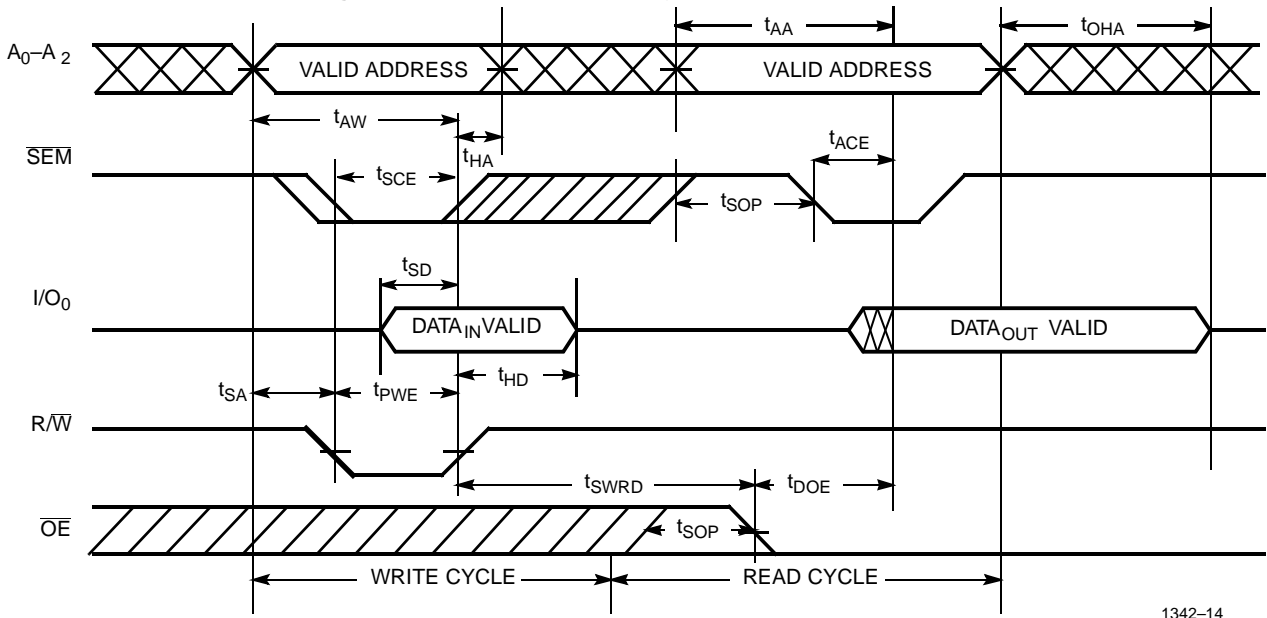 tAA
tOHA
A0–A 2
VALID ADDRESS
VALID ADDRESS
tAW
tHA
tACE
SEM
tSCE
tSOP
tSD
I/O0
DATAINVALID
DATAOUT VALID
tSA
tPWE
tHD
R/W
tSWRD
tDOE
OE
tSOP
WRITE CYCLE
READ CYCLE
1342–14